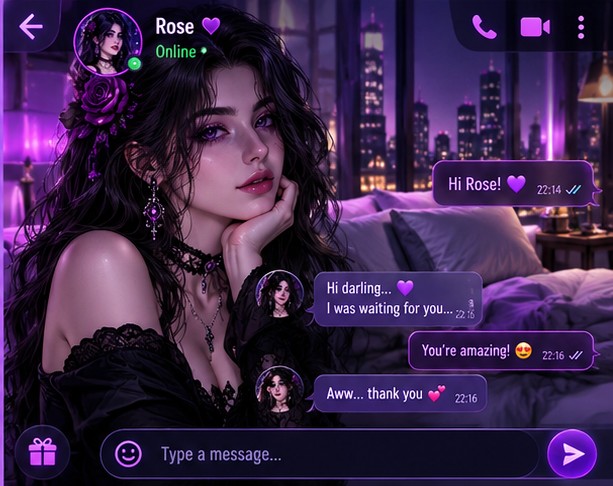 Rose 💜
Online
Hi Rose! 💜 22:14
Hi darling... 💜
I was waiting for you... 22:16
You're amazing! 😍 22:16
Aww... thank you 💕 22:16
Type a message...